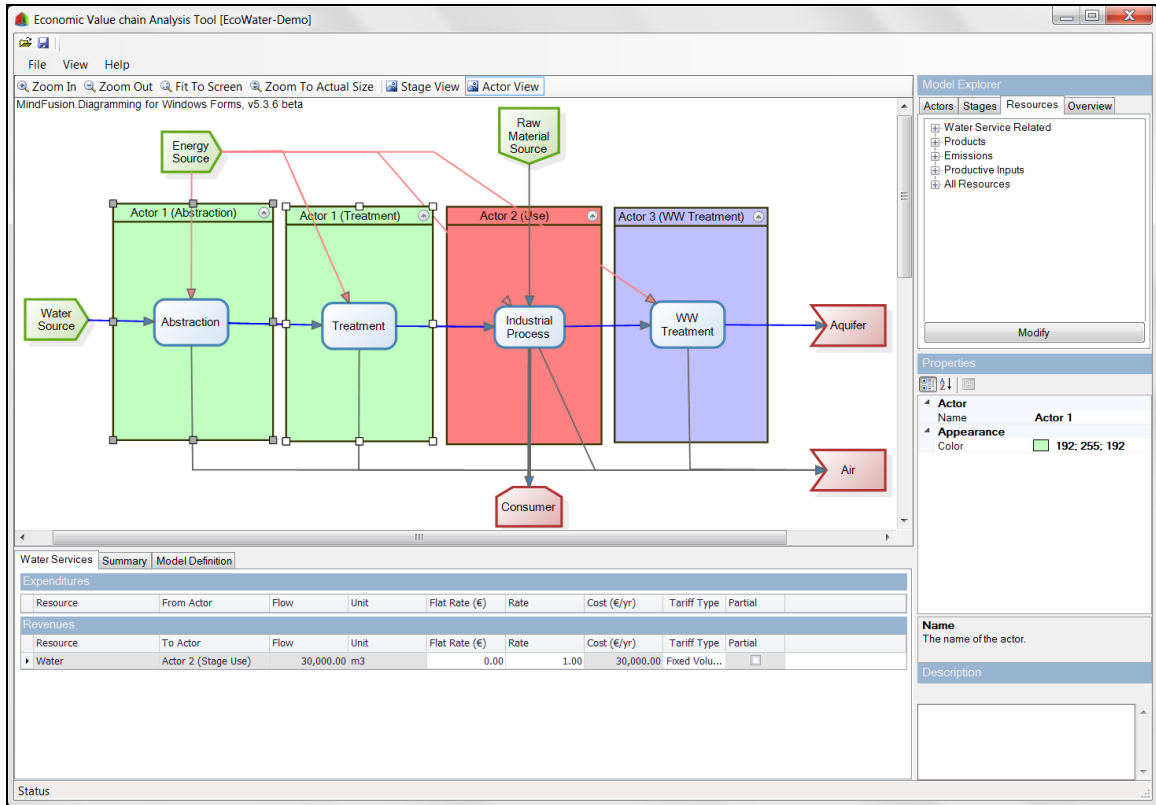 Economic Value chain Analysis Tool [EcoWater-Demo]
File View Help
Zoom In Zoom Out Fit To Screen Zoom To Actual Size Stage View Actor View
MindFusion.Diagramming for Windows Forms, v5.3.6 beta
Energy
Source
Raw
Material
Source
Actor 1 (Abstraction)
Actor 1 (Treatment)
Actor 2 (Use)
Actor 3 (WW Treatment)
Water
Source
Abstraction
Treatment
Industrial
Process
WW
Treatment
Aquifer
Air
Consumer
Water Services Summary Model Definition
Expenditures
Resource From Actor Flow Unit Flat Rate (€) Rate Cost (€/yr) Tariff Type Partial
Revenues
Resource To Actor Flow Unit Flat Rate (€) Rate Cost (€/yr) Tariff Type Partial
Water Actor 2 (Stage Use) 30,000.00 m3 0.00 1.00 30,000.00 Fixed Volu...
Model Explorer
Actors Stages Resources Overview
Water Service Related
Products
Emissions
Productive Inputs
All Resources
Modify
Properties
Actor
Name Actor 1
Appearance
Color 192; 255; 192
Name
The name of the actor.
Description
Status